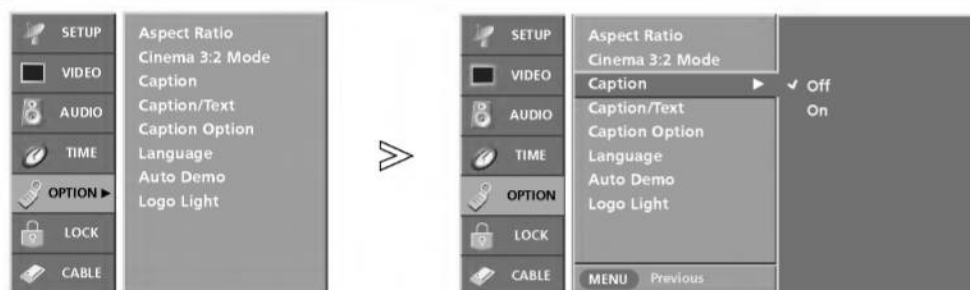 SETUP
VIDEO
AUDIO
TIME
OPTION
LOCK
CABLE
Aspect Ratio
Cinema 3:2 Mode
Caption
Caption/Text
Caption Option
Language
Auto Demo
Logo Light
SETUP
VIDEO
AUDIO
TIME
OPTION
LOCK
CABLE
Aspect Ratio
Cinema 3:2 Mode
Caption
Caption/Text
Caption Option
Language
Auto Demo
Logo Light
MENU Previous
Off
On